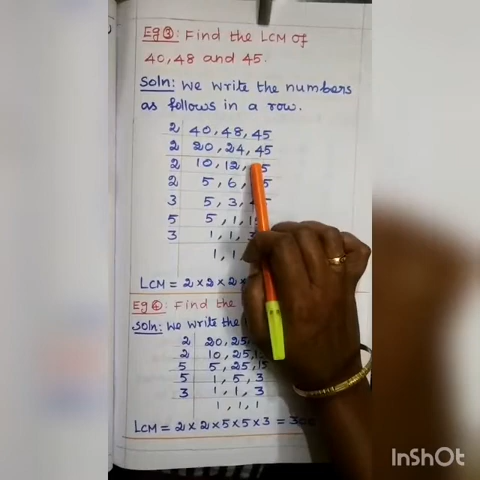 Eg③: Find the LCM of
40, 48 and 45.
Soln: We write the numbers
as follows in a row.
2 40, 48, 45
2 20, 24, 45
2 10, 12,
2 5, 6,
3 5, 3,
5 5, 1,
3 1, 1, 3
1, 1,
LCM = 2 × 2 × 2 ×
Eg④: Find the
Soln: We write the
2 20, 25,
2 10, 25,
5 5, 25, 15
5 1, 5, 3
3 1, 1, 3
1, 1, 1
LCM = 2 × 2 × 5 × 5 × 3 = 300
InShOt